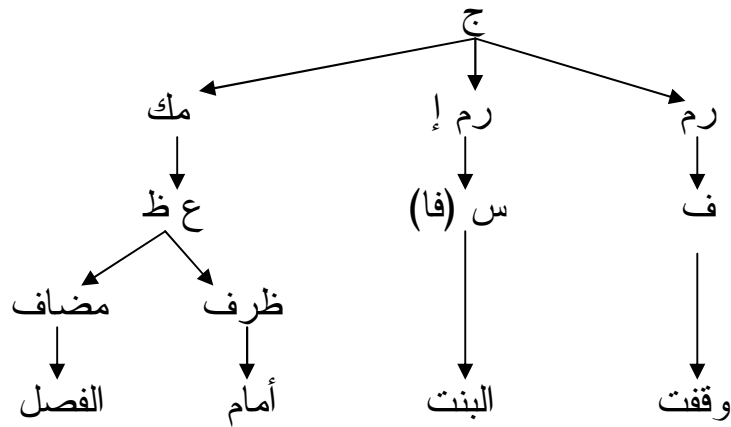 ج
رم رم إ مك
ف س (فا) ع ظ
ظرف مضاف
وقفت البنت أمام الفصل